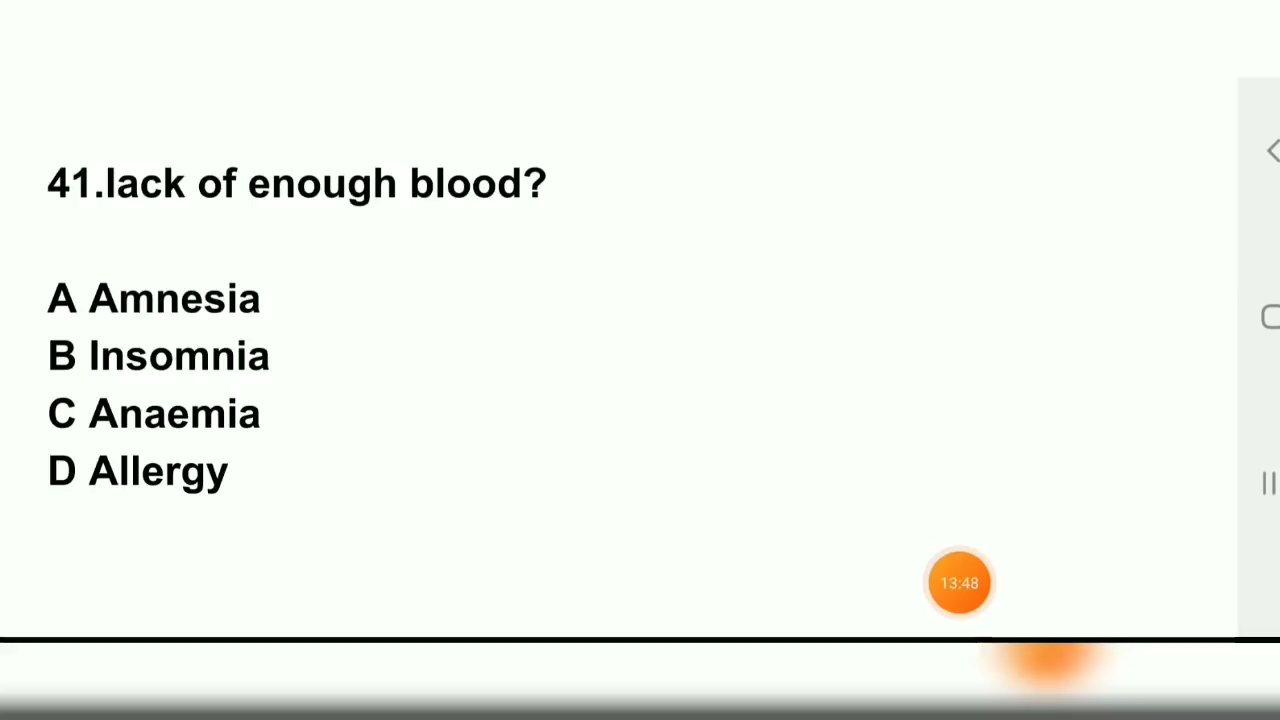 41.lack of enough blood?
A Amnesia
B Insomnia
C Anaemia
D Allergy
13:48